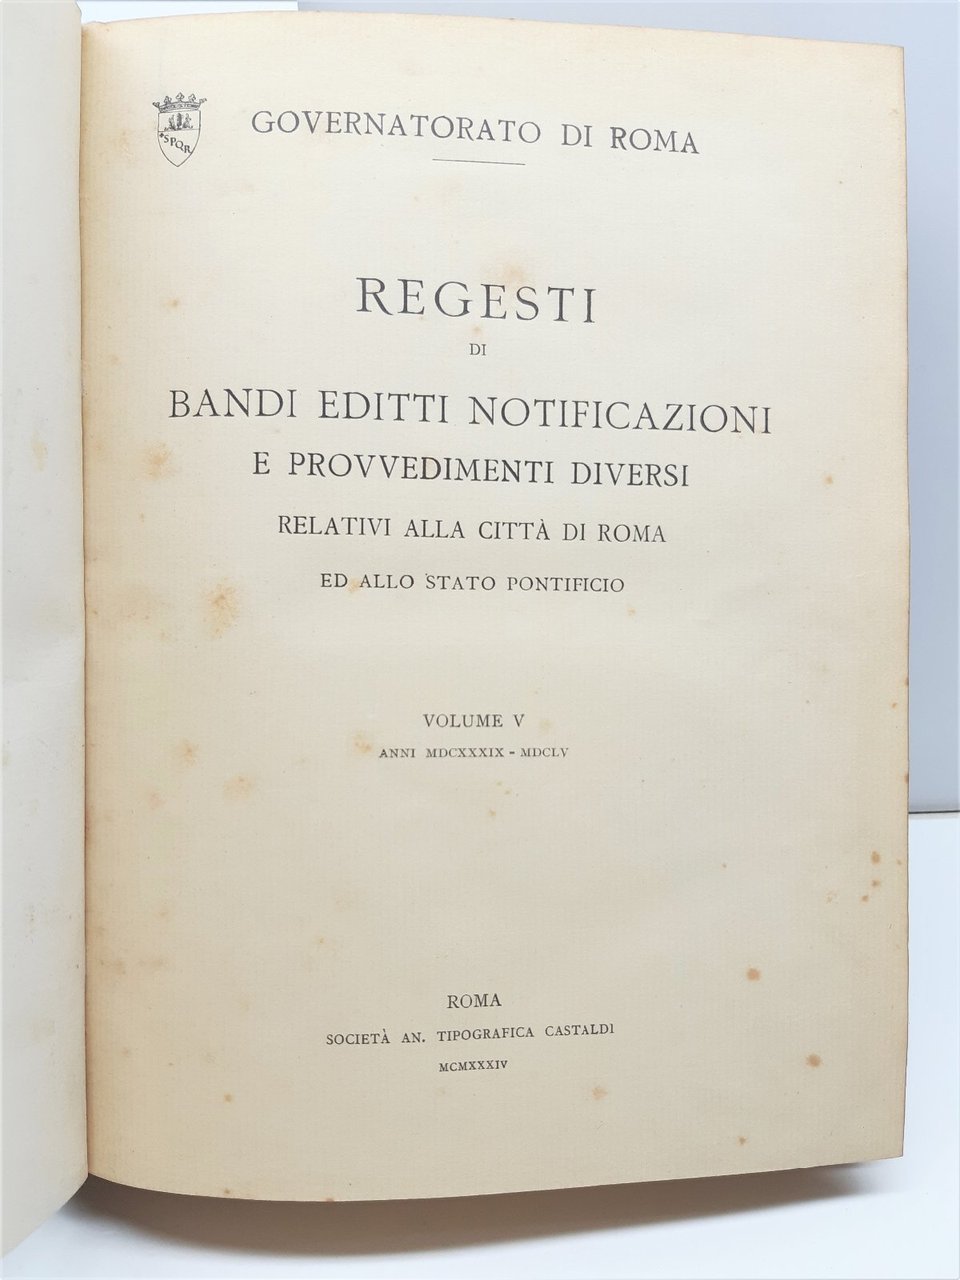 SPQR
GOVERNATORATO DI ROMA
REGESTI
DI
BANDI EDITTI NOTIFICAZIONI
E PROVVEDIMENTI DIVERSI
RELATIVI ALLA CITTÀ DI ROMA
ED ALLO STATO PONTIFICIO
VOLUME V
ANNI MDCXXXIX - MDCLV
ROMA
SOCIETÀ AN. TIPOGRAFICA CASTALDI
MCMXXXIV